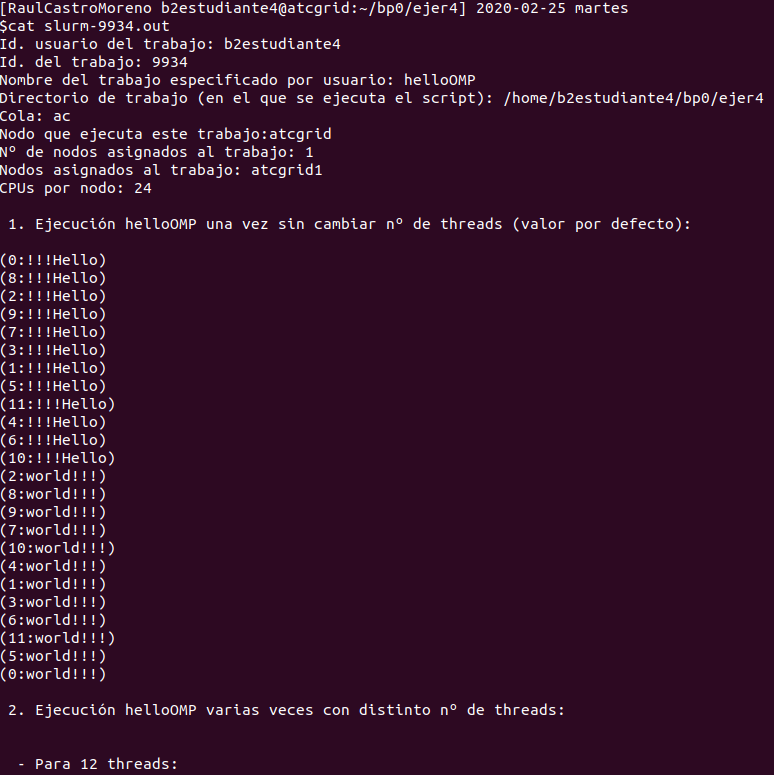 [RaulCastroMoreno b2estudiante4@atcgrid:~/bp0/ejer4] 2020-02-25 martes
$cat slurm-9934.out
Id. usuario del trabajo: b2estudiante4
Id. del trabajo: 9934
Nombre del trabajo especificado por usuario: helloOMP
Directorio de trabajo (en el que se ejecuta el script): /home/b2estudiante4/bp0/ejer4
Cola: ac
Nodo que ejecuta este trabajo:atcgrid
Nº de nodos asignados al trabajo: 1
Nodos asignados al trabajo: atcgrid1
CPUs por nodo: 24
1. Ejecución helloOMP una vez sin cambiar nº de threads (valor por defecto):
(0:!!!Hello)
(8:!!!Hello)
(2:!!!Hello)
(9:!!!Hello)
(7:!!!Hello)
(3:!!!Hello)
(1:!!!Hello)
(5:!!!Hello)
(11:!!!Hello)
(4:!!!Hello)
(6:!!!Hello)
(10:!!!Hello)
(2:world!!!)
(8:world!!!)
(9:world!!!)
(7:world!!!)
(10:world!!!)
(4:world!!!)
(1:world!!!)
(3:world!!!)
(6:world!!!)
(11:world!!!)
(5:world!!!)
(0:world!!!)
2. Ejecución helloOMP varias veces con distinto nº de threads:
- Para 12 threads: